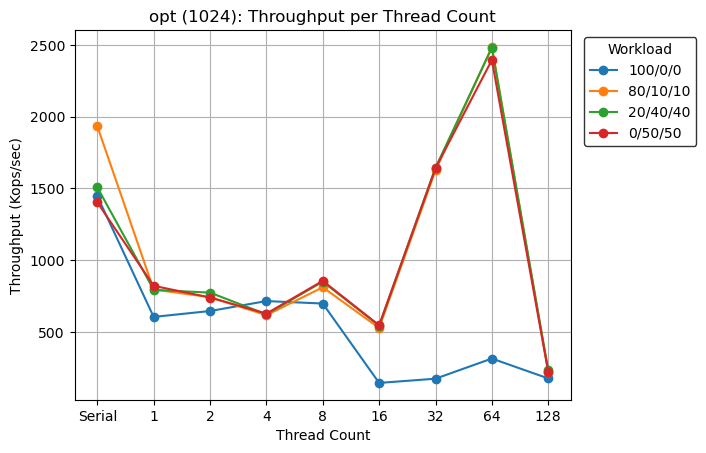 opt (1024): Throughput per Thread Count
Throughput (Kops/sec)
2500
2000
1500
1000
500
Serial 1 2 4 8 16 32 64 128
Thread Count
Workload
100/0/0
80/10/10
20/40/40
0/50/50